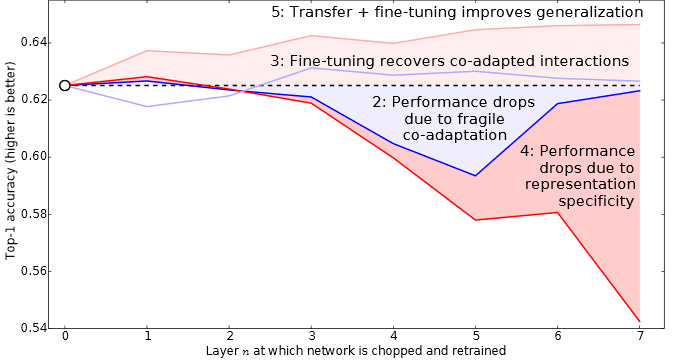 5: Transfer + fine-tuning improves generalization
3: Fine-tuning recovers co-adapted interactions
2: Performance drops
due to fragile
co-adaptation
4: Performance
drops due to
representation
specificity
Top-1 accuracy (higher is better)
0.64
0.62
0.60
0.58
0.56
0.54
0
1
2
3
4
5
6
7
Layer n at which network is chopped and retrained